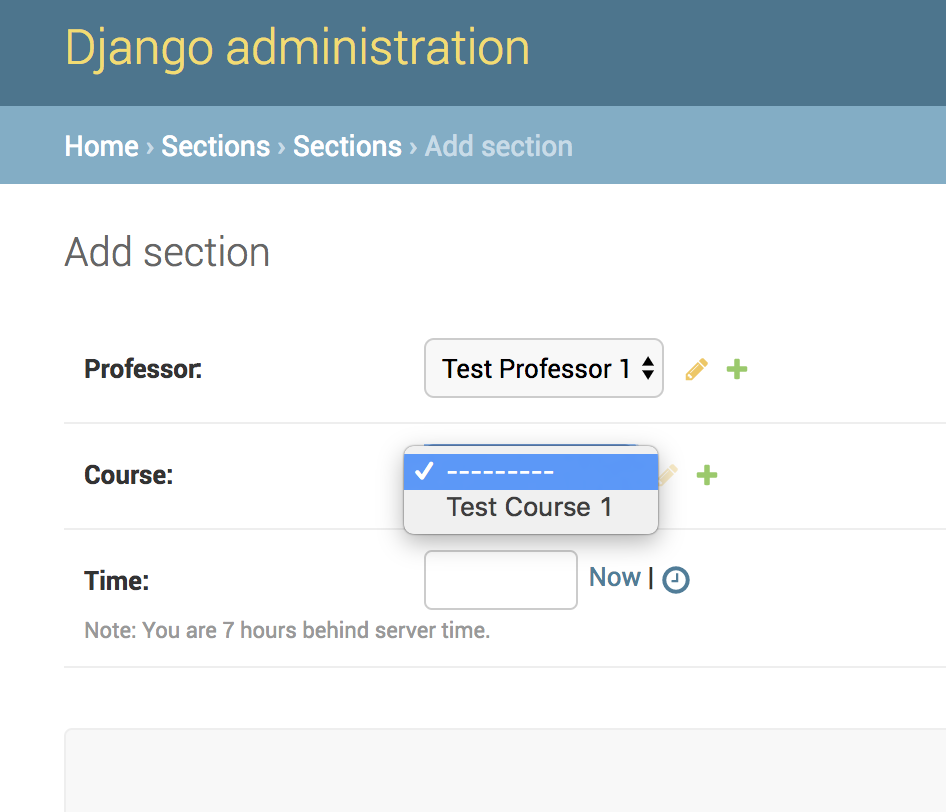 Django administration
Home › Sections › Sections › Add section
Add section
Professor: Test Professor 1
Course: ---------
Test Course 1
Time: Now |
Note: You are 7 hours behind server time.